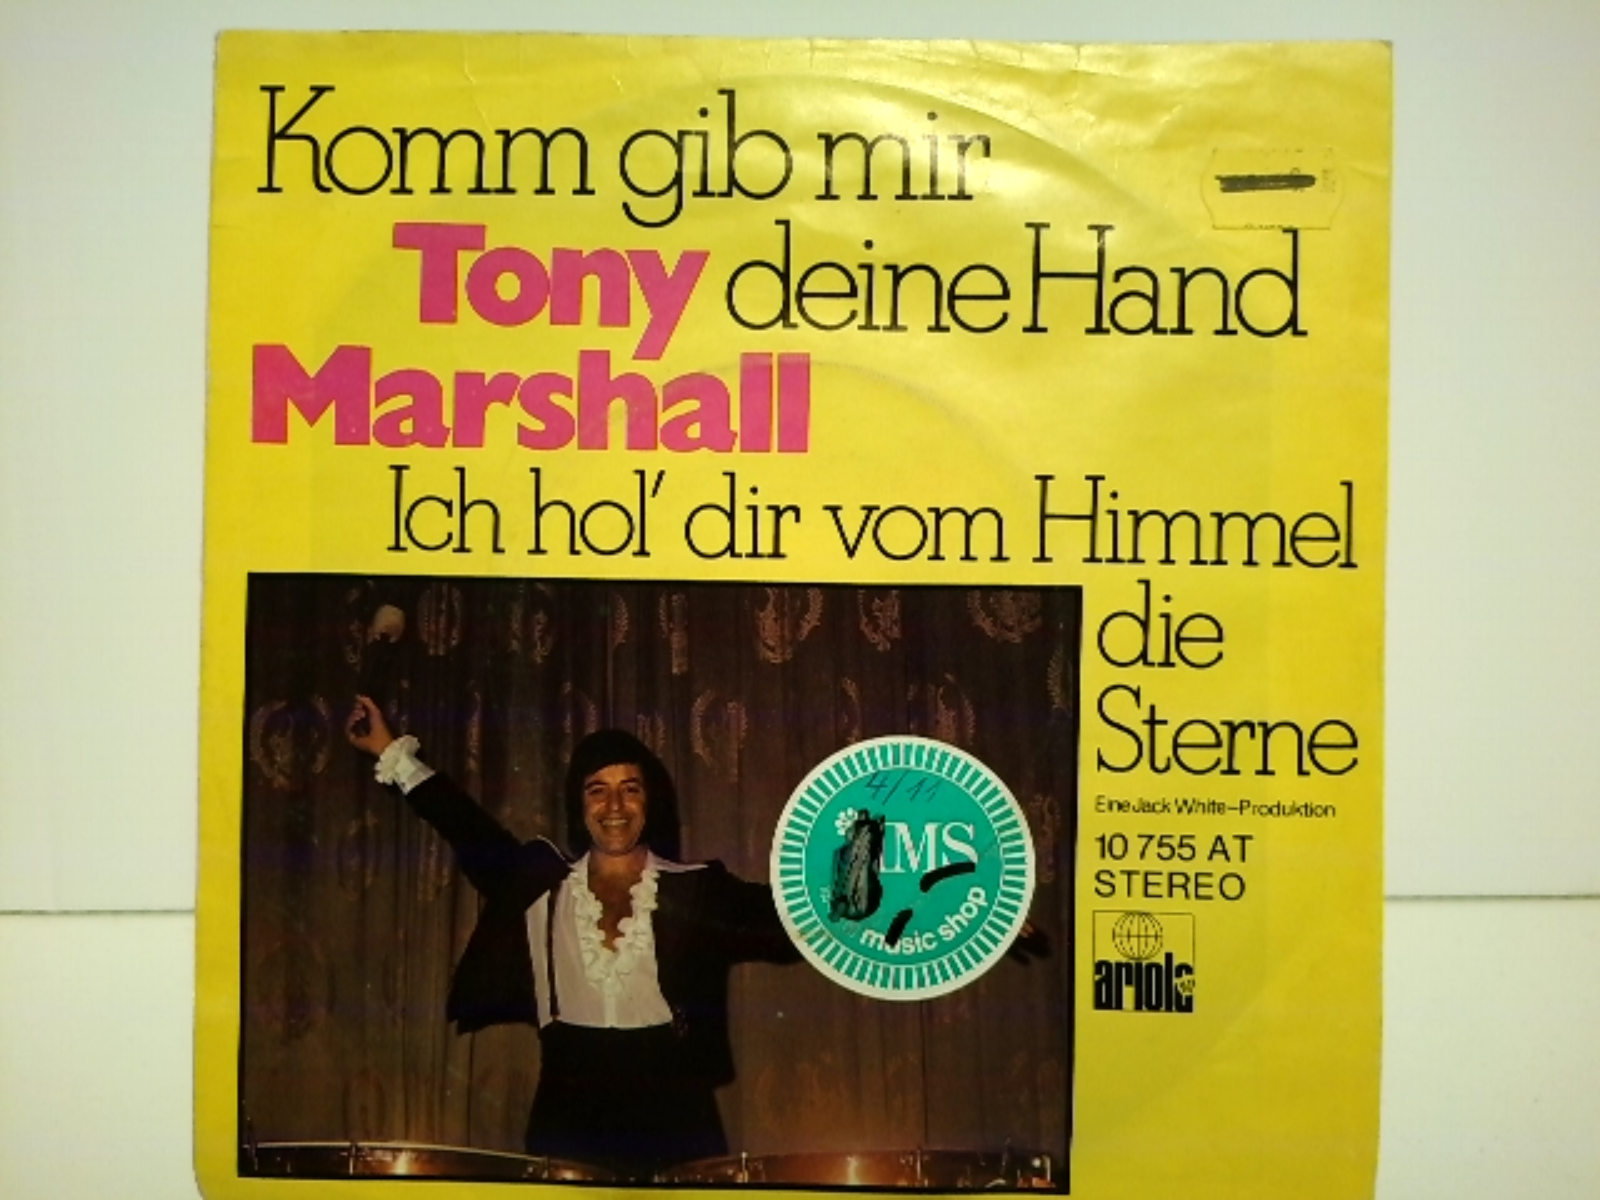 Komm gib mir
Tony deine Hand
Marshall
Ich hol' dir vom Himmel
die
Sterne
Eine Jack White-Produktion
10 755 AT
STEREO
ariola
4/11
MS
music shop